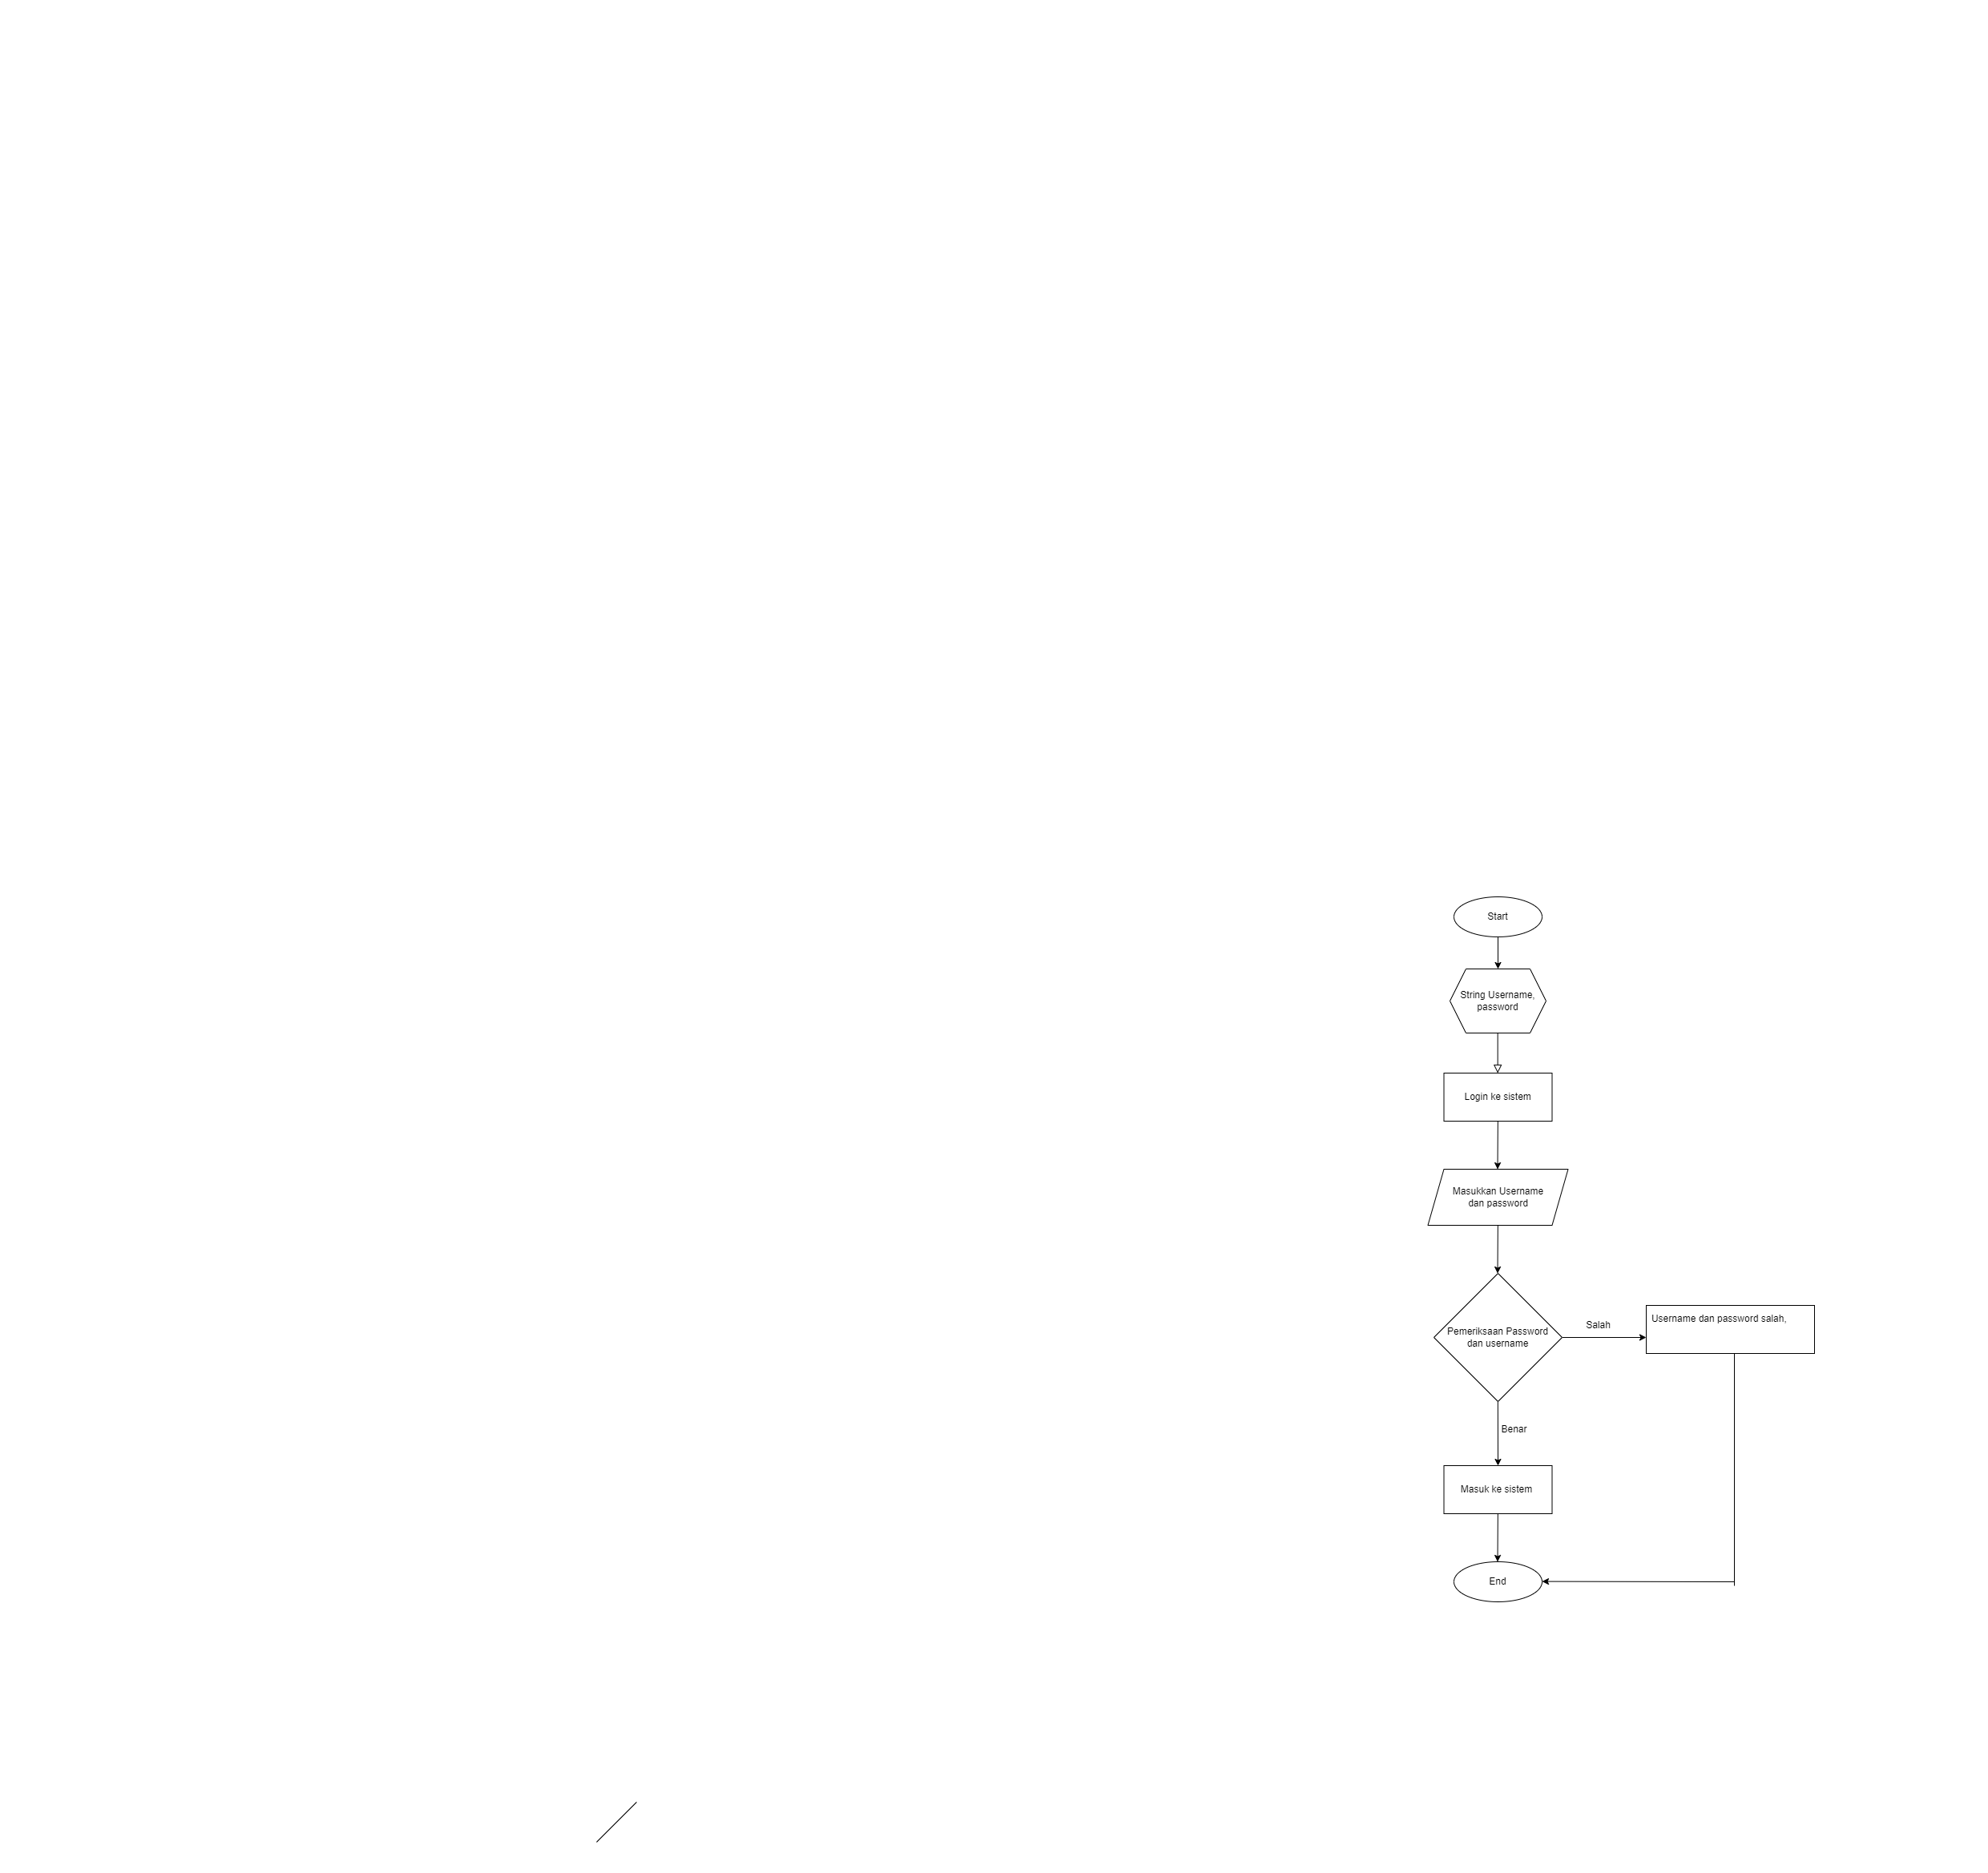 Start
String Username,
password
Login ke sistem
Masukkan Username
dan password
Pemeriksaan Password
dan username
Salah
Username dan password salah,
Benar
Masuk ke sistem
End